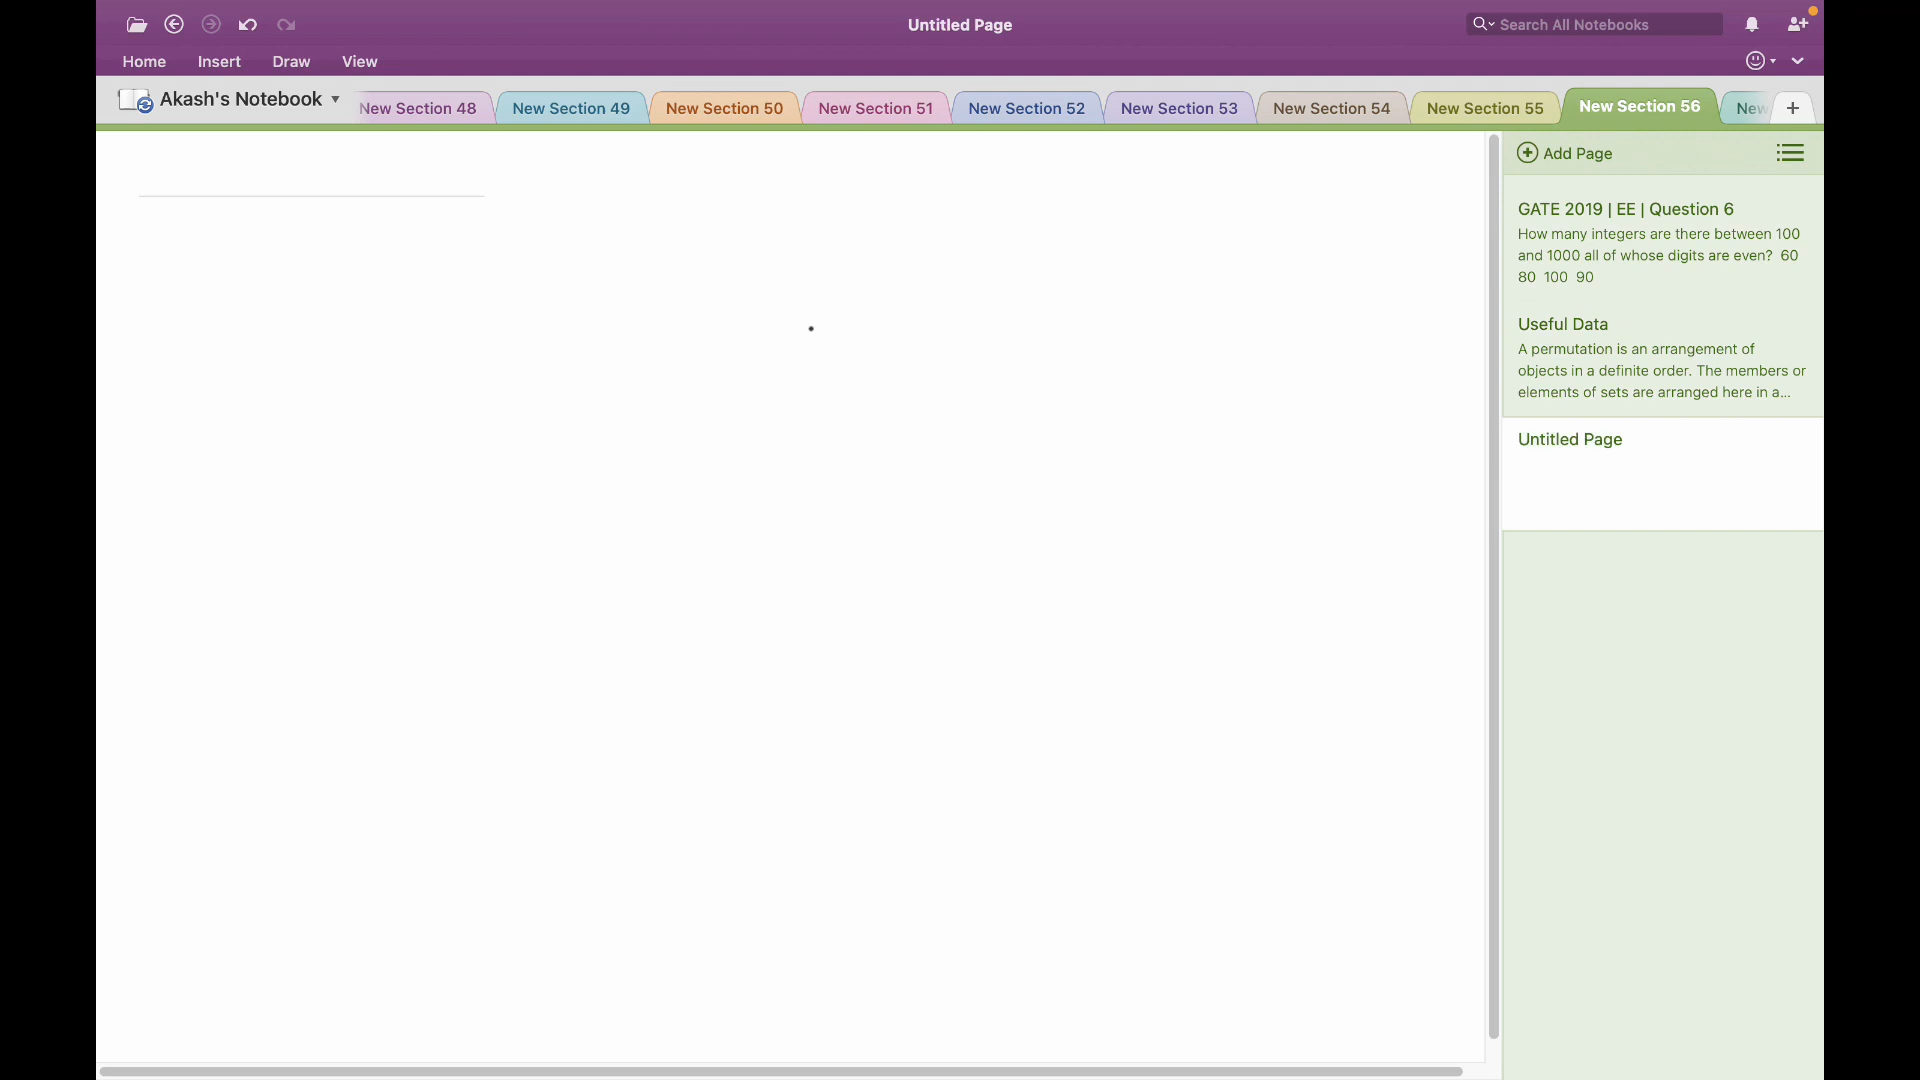 Untitled Page
Search All Notebooks
Home Insert Draw View
Akash's Notebook
New Section 48
New Section 49
New Section 50
New Section 51
New Section 52
New Section 53
New Section 54
New Section 55
New Section 56
New
Add Page
GATE 2019 | EE | Question 6
How many integers are there between 100
and 1000 all of whose digits are even? 60
80 100 90
Useful Data
A permutation is an arrangement of
objects in a definite order. The members or
elements of sets are arranged here in a...
Untitled Page